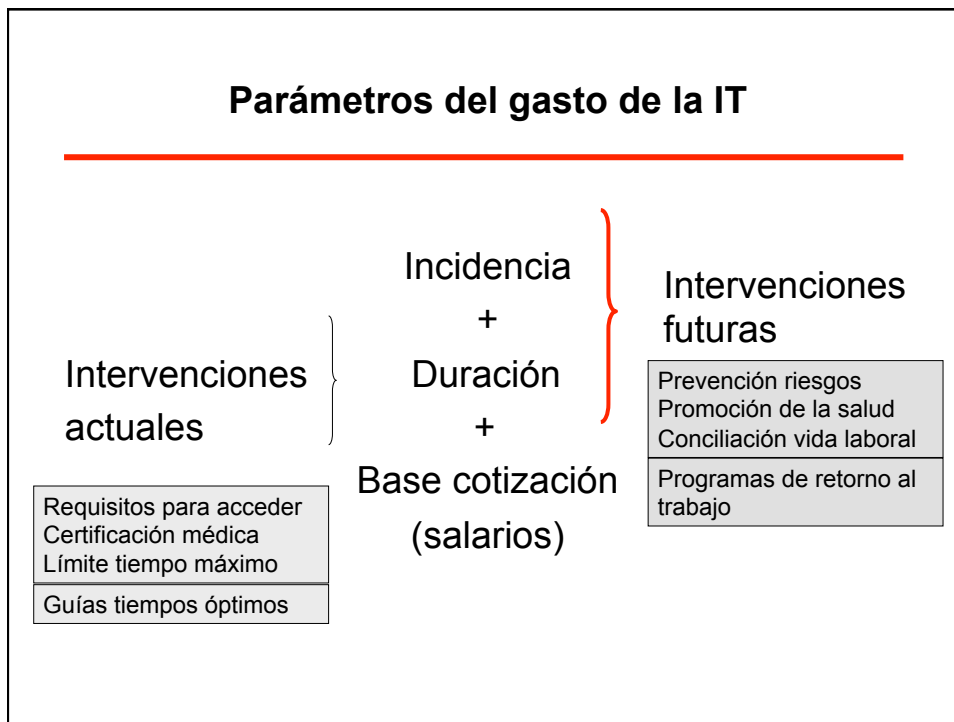 Parámetros del gasto de la IT
Intervenciones
actuales
Requisitos para acceder
Certificación médica
Límite tiempo máximo
Guías tiempos óptimos
Incidencia
+
Duración
+
Base cotización
(salarios)
Intervenciones
futuras
Prevención riesgos
Promoción de la salud
Conciliación vida laboral
Programas de retorno al
trabajo